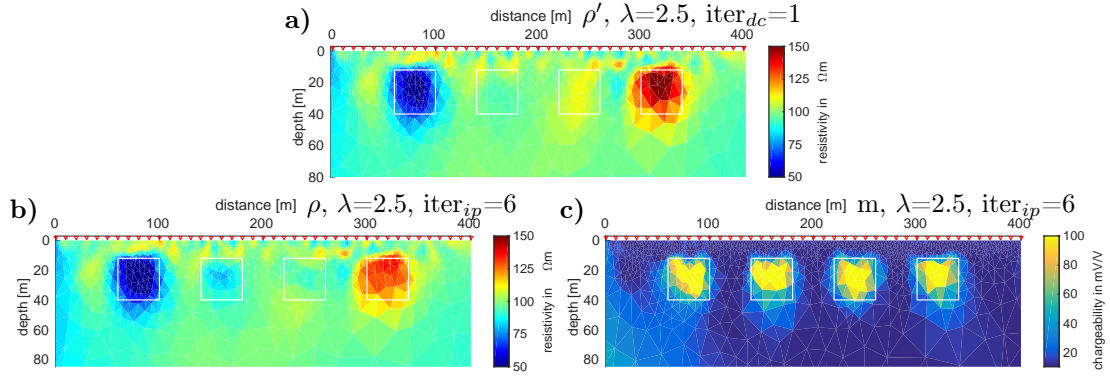 a) distance [m] ρ′, λ=2.5, iter_dc=1
0 100 200 300 400
0
20
40
60
80
depth [m]
150
125
100
75
50
resistivity in Ωm
b) distance [m] ρ, λ=2.5, iter_ip=6
0 100 200 300 400
0
20
40
60
80
depth [m]
150
125
100
75
50
resistivity in Ωm
c) distance [m] m, λ=2.5, iter_ip=6
0 100 200 300 400
0
20
40
60
80
depth [m]
100
80
60
40
20
chargeability in mV/V